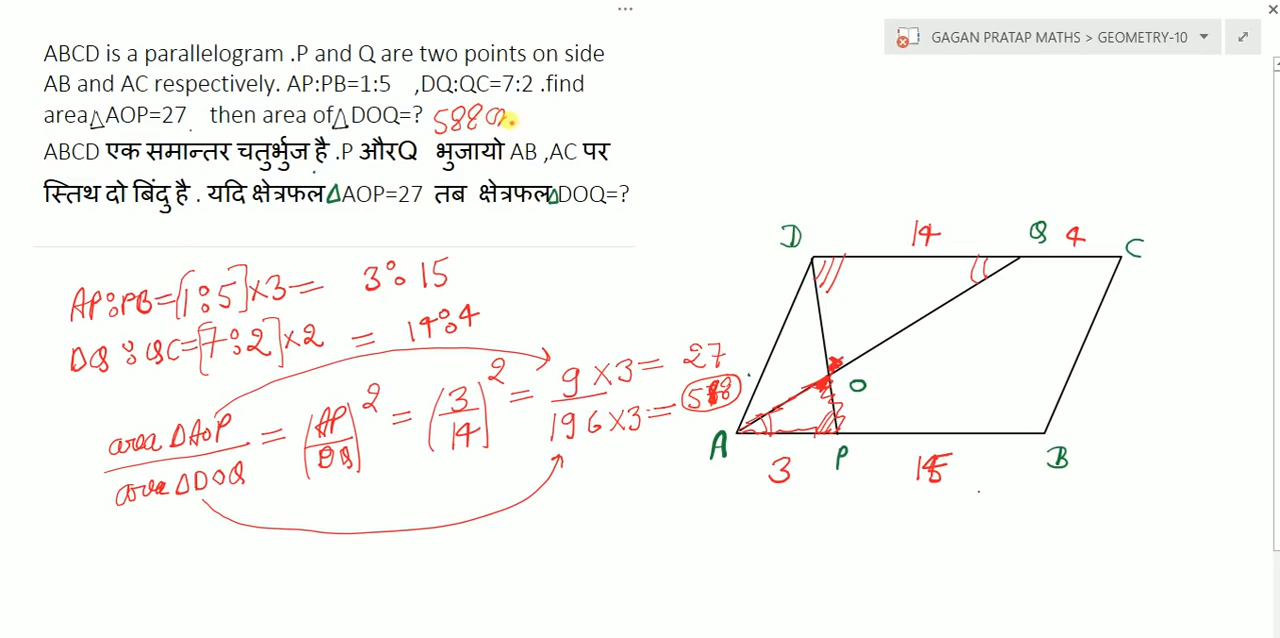 GAGAN PRATAP MATHS > GEOMETRY-10
ABCD is a parallelogram .P and Q are two points on side
AB and AC respectively. AP:PB=1:5 ,DQ:QC=7:2 .find
area△AOP=27 then area of△DOQ=? 588
ABCD एक समान्तर चतुर्भुज है .P औरQ भुजायो AB ,AC पर
स्तिथ दो बिंदु है . यदि क्षेत्रफल△AOP=27 तब क्षेत्रफल△DOQ=?
AP:PB=[1:5]×3= 3:15
DQ:QC=[7:2]×2 = 14:4
area △AOP/area △DOQ = (AP/DQ)² = (3/14)² = 9×3=27/196×3=588
D 14 Q 4 C
O
A 3 P 15 B